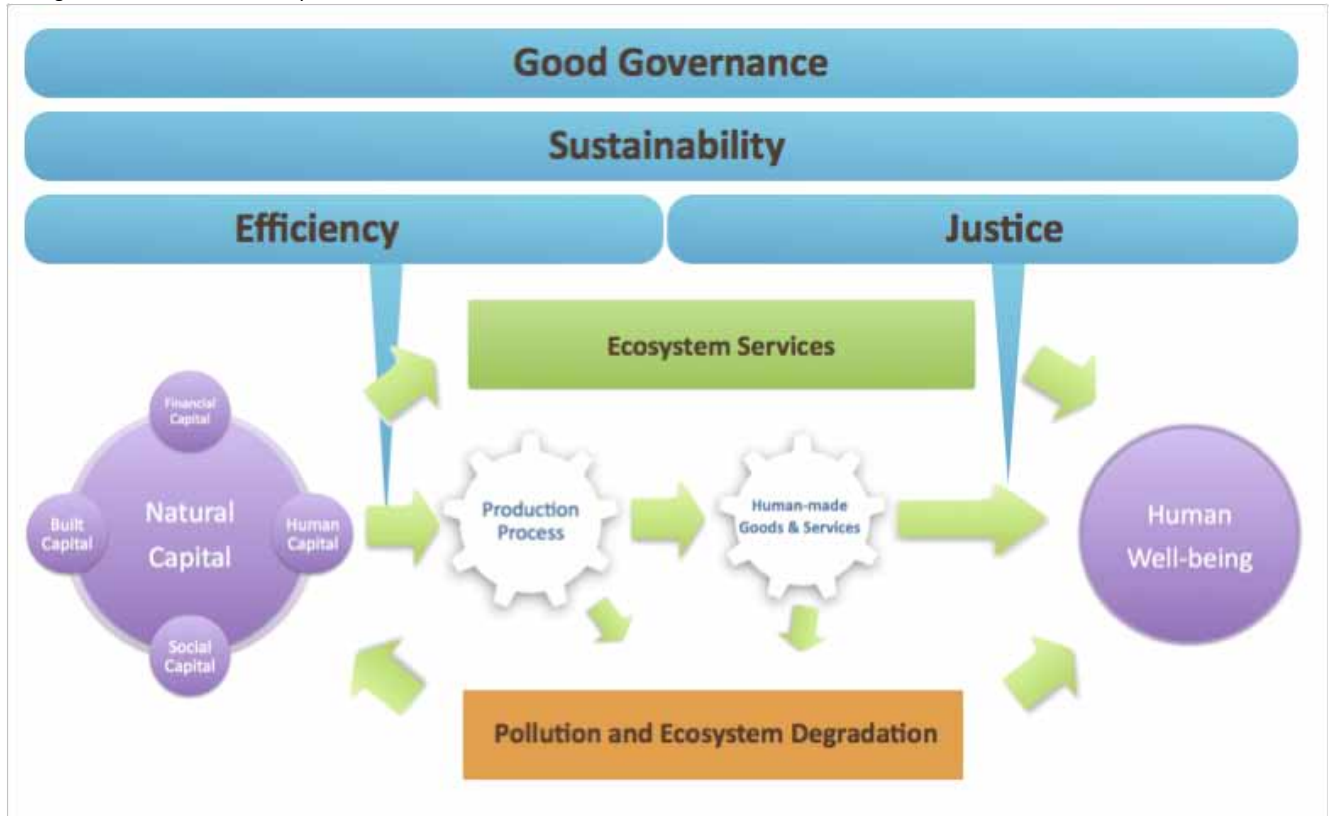 Good Governance
Sustainability
Efficiency
Justice
Ecosystem Services
Financial
Capital
Natural
Capital
Built
Capital
Human
Capital
Social
Capital
Production
Process
Human-made
Goods & Services
Human
Well-being
Pollution and Ecosystem Degradation